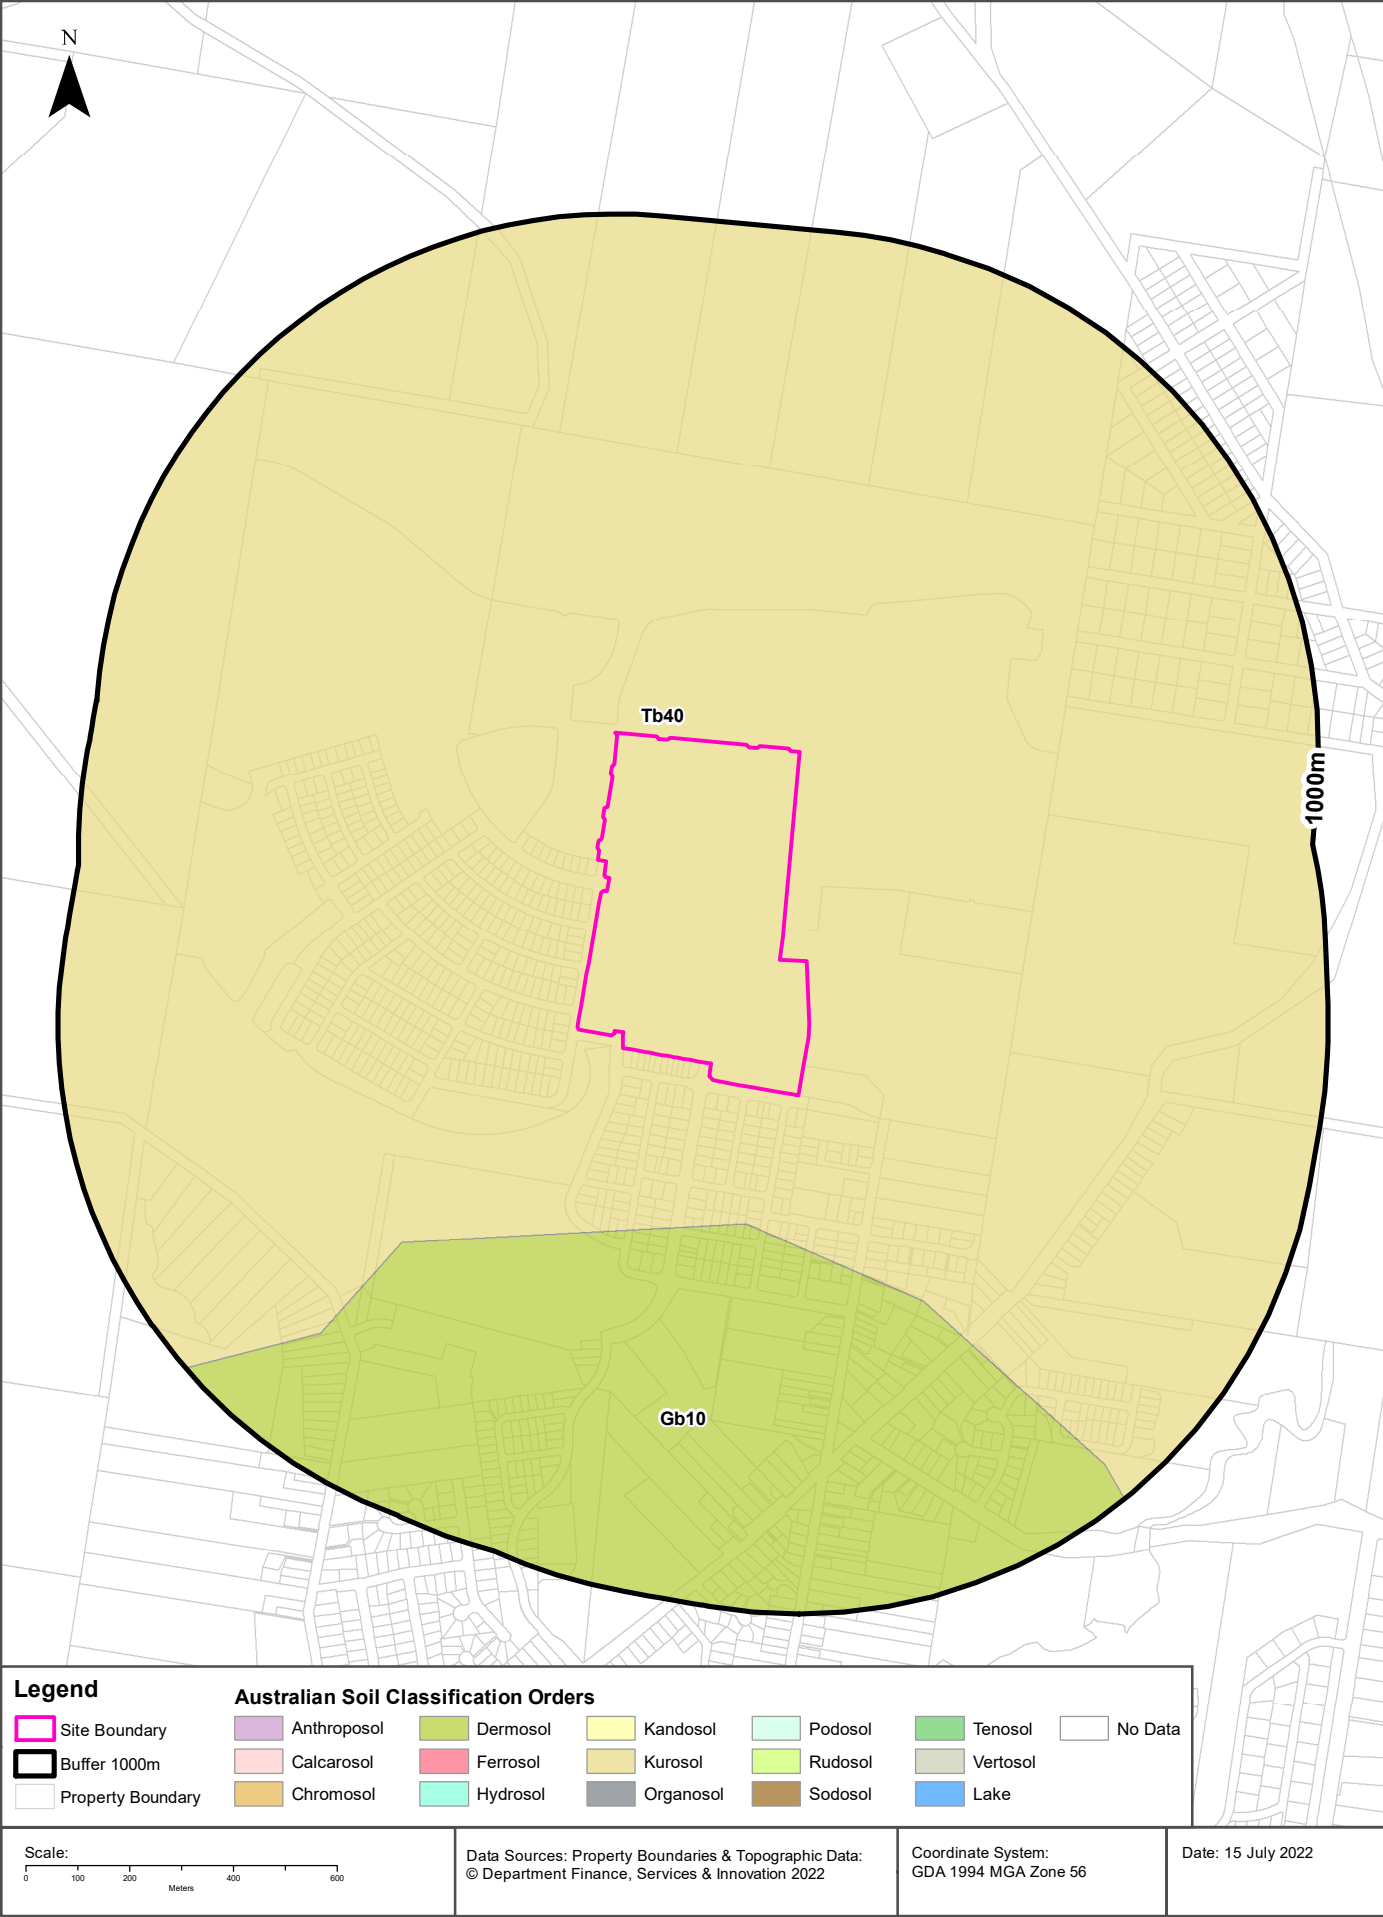 N
Tb40
1000m
Gb10
Legend
Site Boundary
Buffer 1000m
Property Boundary
Australian Soil Classification Orders
Anthroposol
Calcarosol
Chromosol
Dermosol
Ferrosol
Hydrosol
Kandosol
Kurosol
Organosol
Podosol
Rudosol
Sodosol
Tenosol
Vertosol
Lake
No Data
Scale:
0 100 200 400 600
Meters
Data Sources: Property Boundaries & Topographic Data:
© Department Finance, Services & Innovation 2022
Coordinate System:
GDA 1994 MGA Zone 56
Date: 15 July 2022